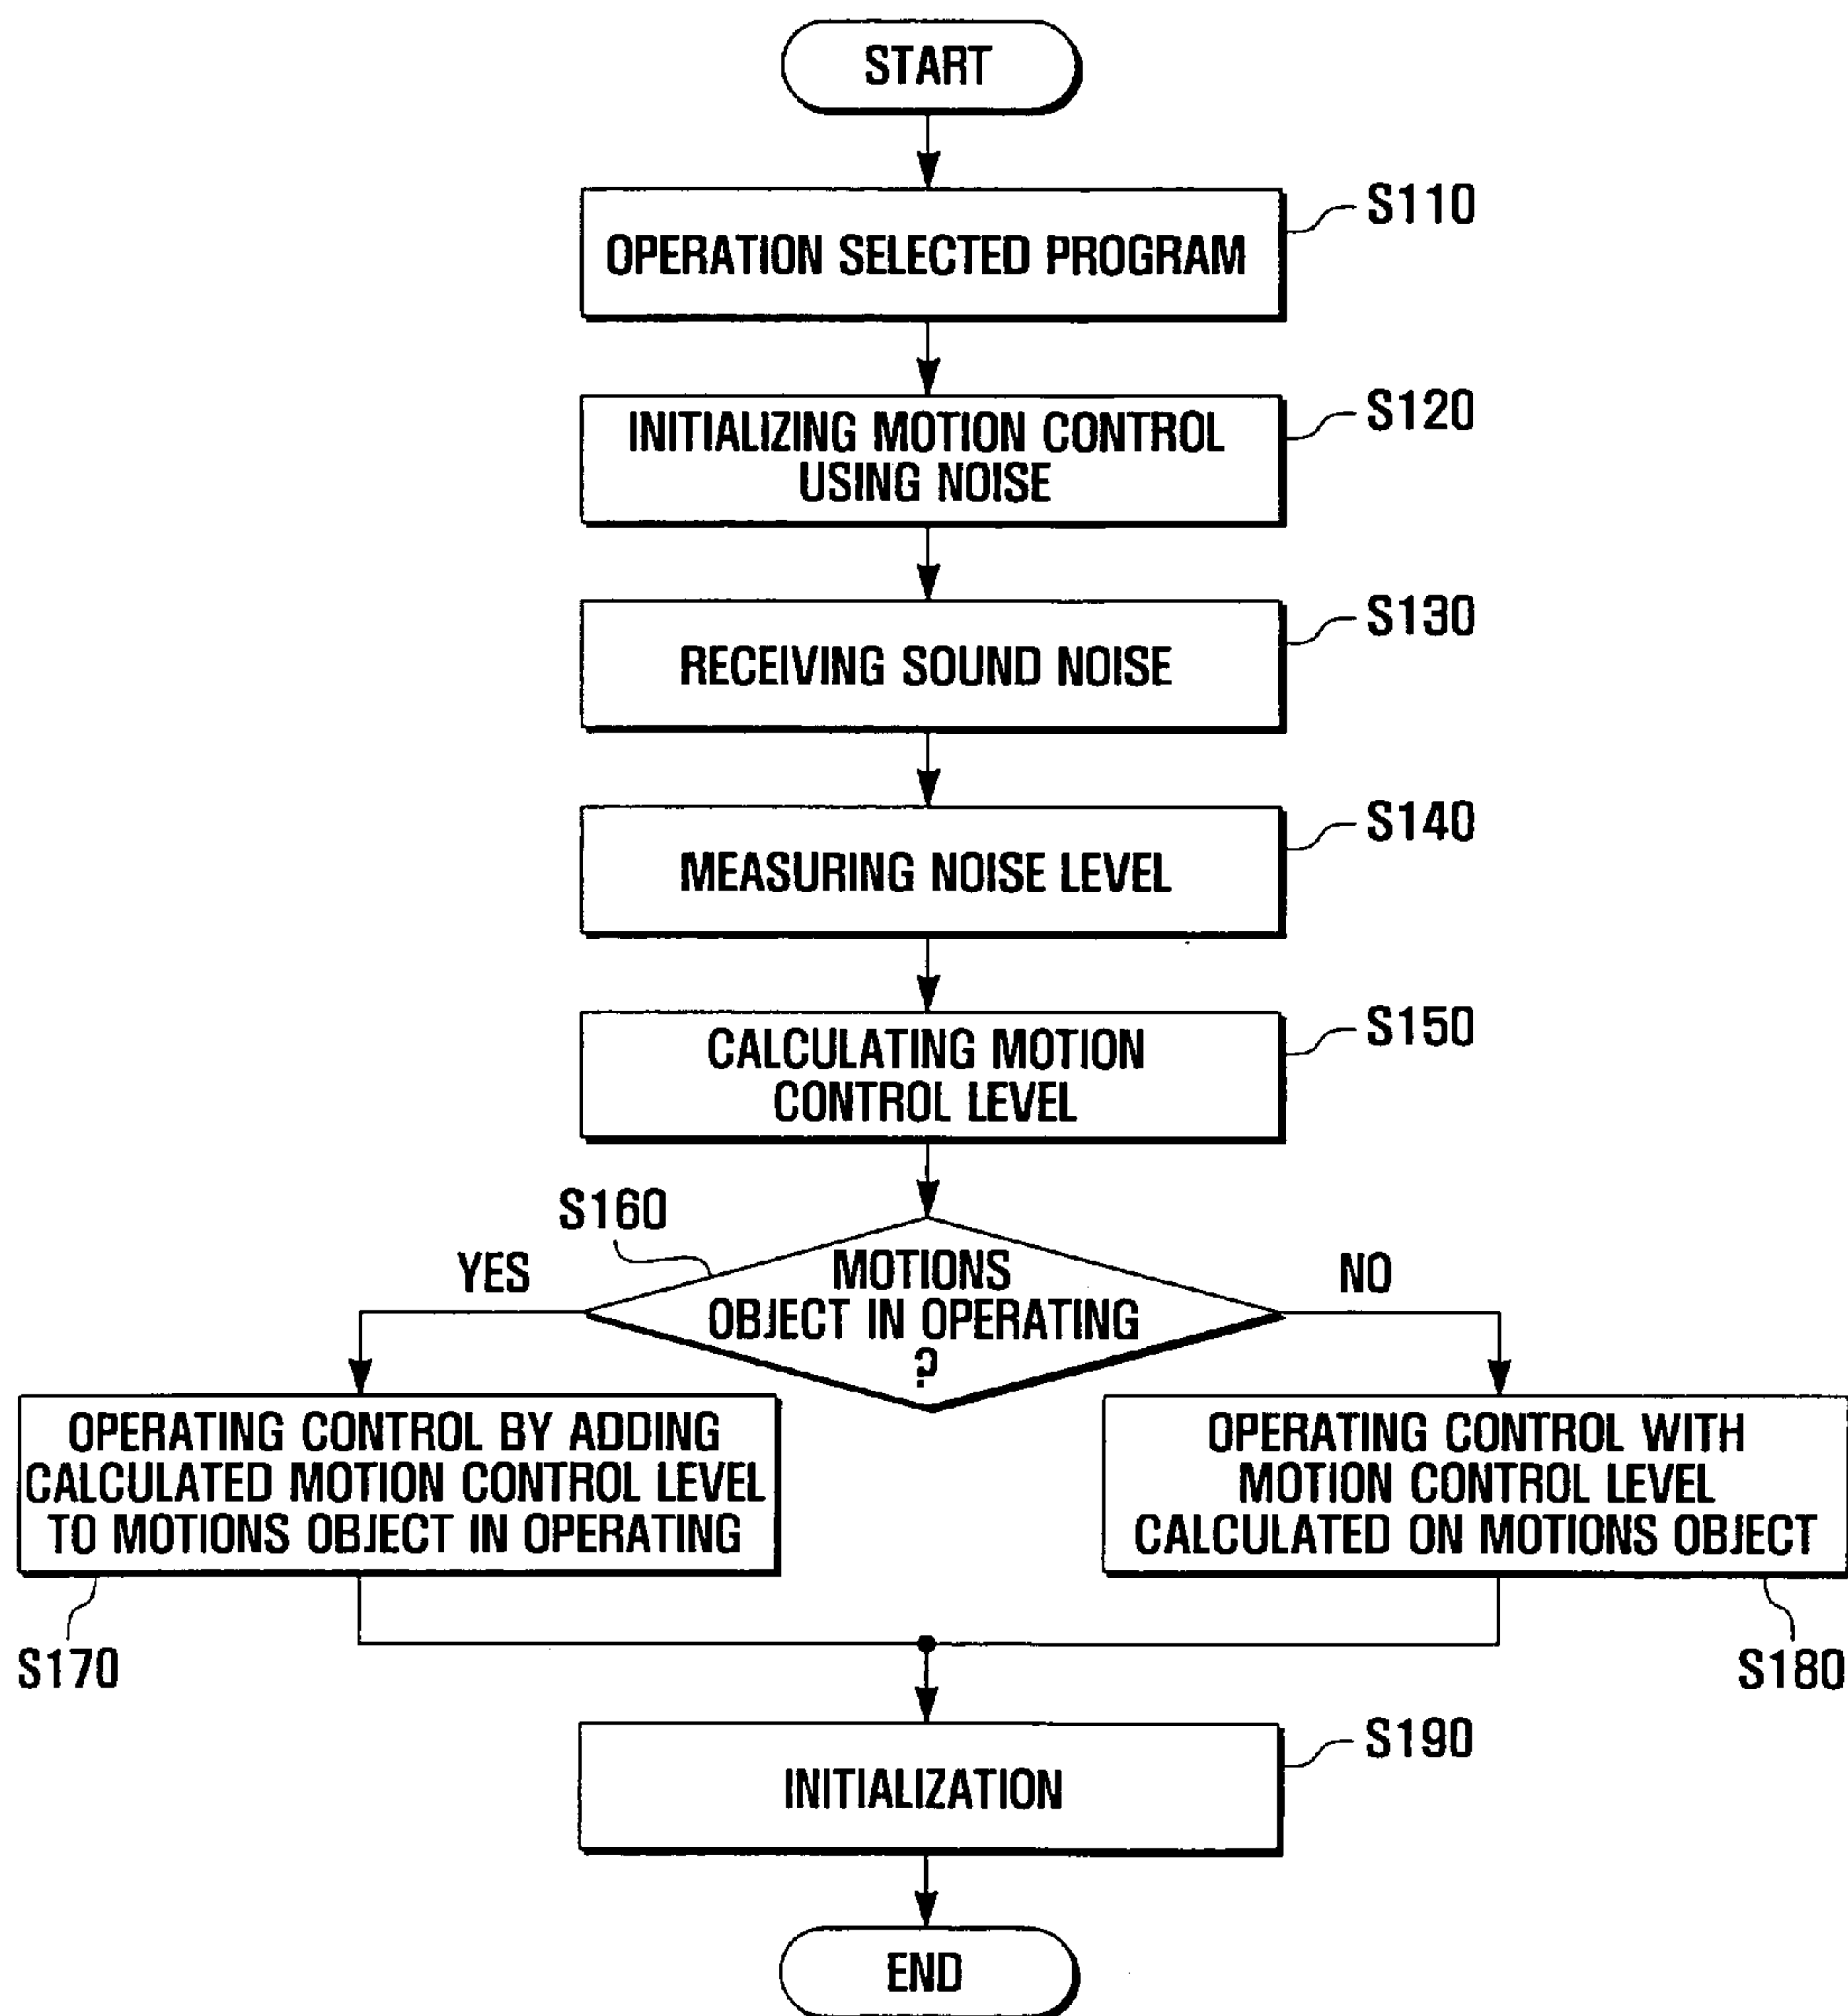 START
S110
OPERATION SELECTED PROGRAM
S120
INITIALIZING MOTION CONTROL
USING NOISE
S130
RECEIVING SOUND NOISE
S140
MEASURING NOISE LEVEL
S150
CALCULATING MOTION
CONTROL LEVEL
S160
YES
MOTIONS
OBJECT IN OPERATING
?
NO
OPERATING CONTROL BY ADDING
CALCULATED MOTION CONTROL LEVEL
TO MOTIONS OBJECT IN OPERATING
S170
OPERATING CONTROL WITH
MOTION CONTROL LEVEL
CALCULATED ON MOTIONS OBJECT
S180
S190
INITIALIZATION
END